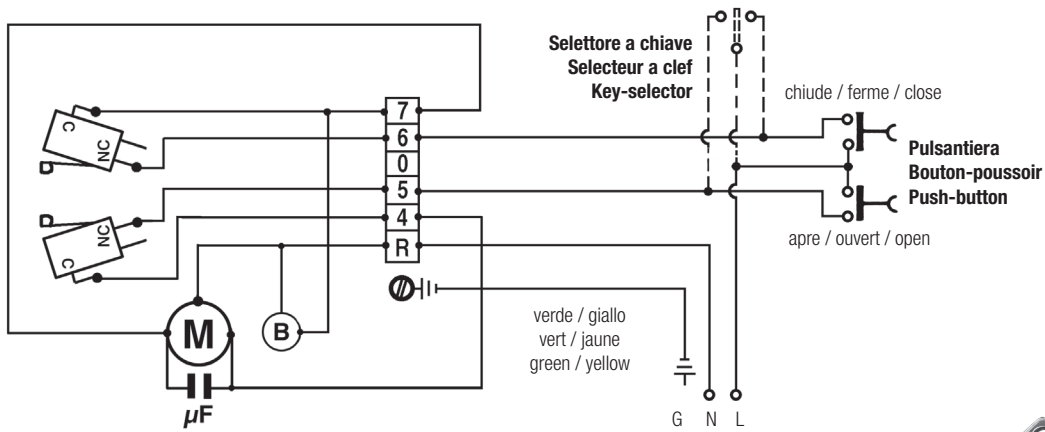 Selettore a chiave
Selecteur a clef
Key-selector
chiude / ferme / close
Pulsantiera
Bouton-poussoir
Push-button
apre / ouvert / open
C
NC
NC
C
7
6
0
5
4
R
M
B
µF
verde / giallo
vert / jaune
green / yellow
G N L